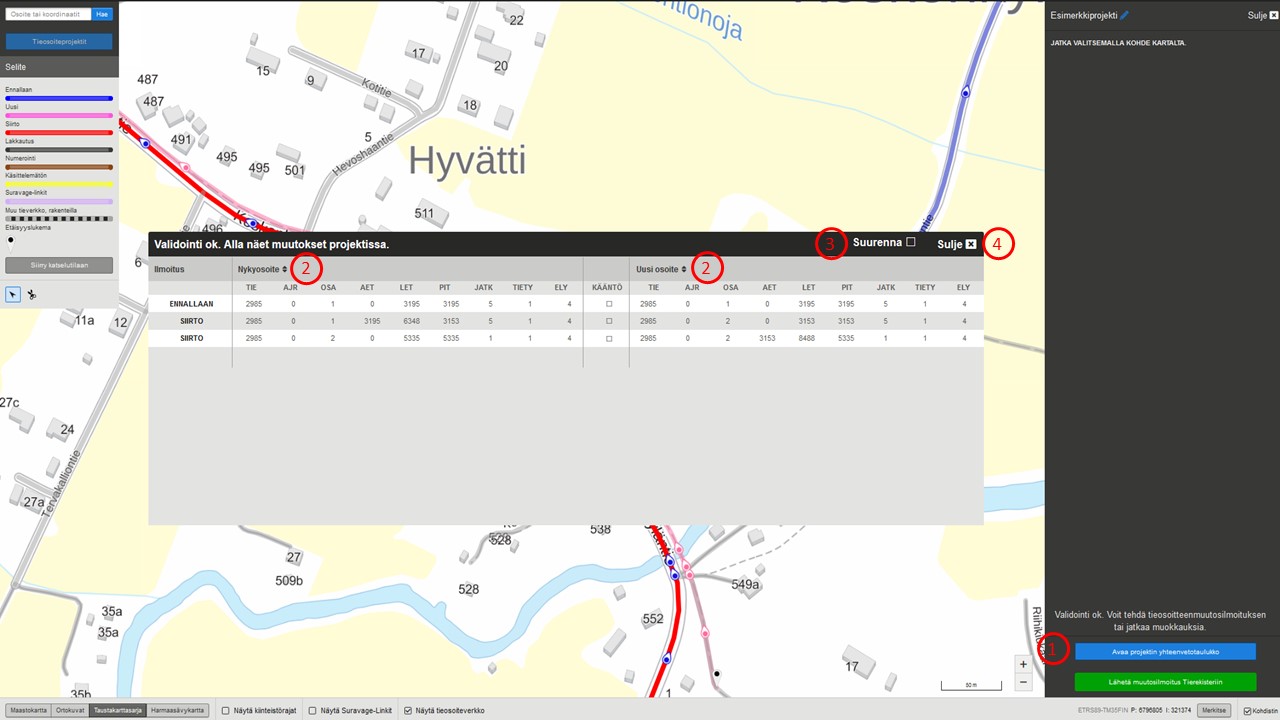 Osoite tai koordinaatit Hae
Tieosoiteprojektit
Selite
Ennallaan
Uusi
Siirto
Lakkautus
Numerointi
Käsittelemätön
Suravage-linkit
Muu tieverkko, rakenteilla
Etäisyyslukema
Siirry katselutilaan
22
17
15
9
20
Kotitie
18
487
487
5
491
Hevoshaantie
Hyvätti
495
495
501
511
496
6
Esimerkkiprojekti Sulje
JATKA VALITSEMALLA KOHDE KARTALTA.
Validointi ok. Alla näet muutokset projektissa. 3 Suurenna Sulje 4
Ilmoitus Nykyosoite 2 Uusi osoite 2
TIE AJR OSA AET LET PIT JATK TIETY ELY KÄÄNTÖ TIE AJR OSA AET LET PIT JATK TIETY ELY
ENNALLAAN 2985 0 1 0 3195 3195 5 1 4 2985 0 1 0 3195 3195 5 1 4
SIIRTO 2985 0 1 3195 6348 3153 5 1 4 2985 0 2 0 3153 3153 5 1 4
SIIRTO 2985 0 2 0 5335 5335 1 1 4 2985 0 2 3153 8488 5335 1 1 4
11a
12
27c
24
27a
Tervakalliontie
528
538
27
509b
528
549a
552
35a
35a
35b
17
1
Validointi ok. Voit tehdä tieosoitteenmuutosilmoituksen
tai jatkaa muokkauksia.
1 Avaa projektin yhteenvetotaulukko
Lähetä muutosilmoitus Tierekisteriin
+
−
50 m
Maastokartta Ortokuvat Taustakarttasarja Harmaasävykartta Näytä kiinteistörajat Näytä Suravage-Linkit Näytä tieosoiteverkko ETRS89-TM35FIN P: 6796805 I: 321374 Merkitse Kohdistin